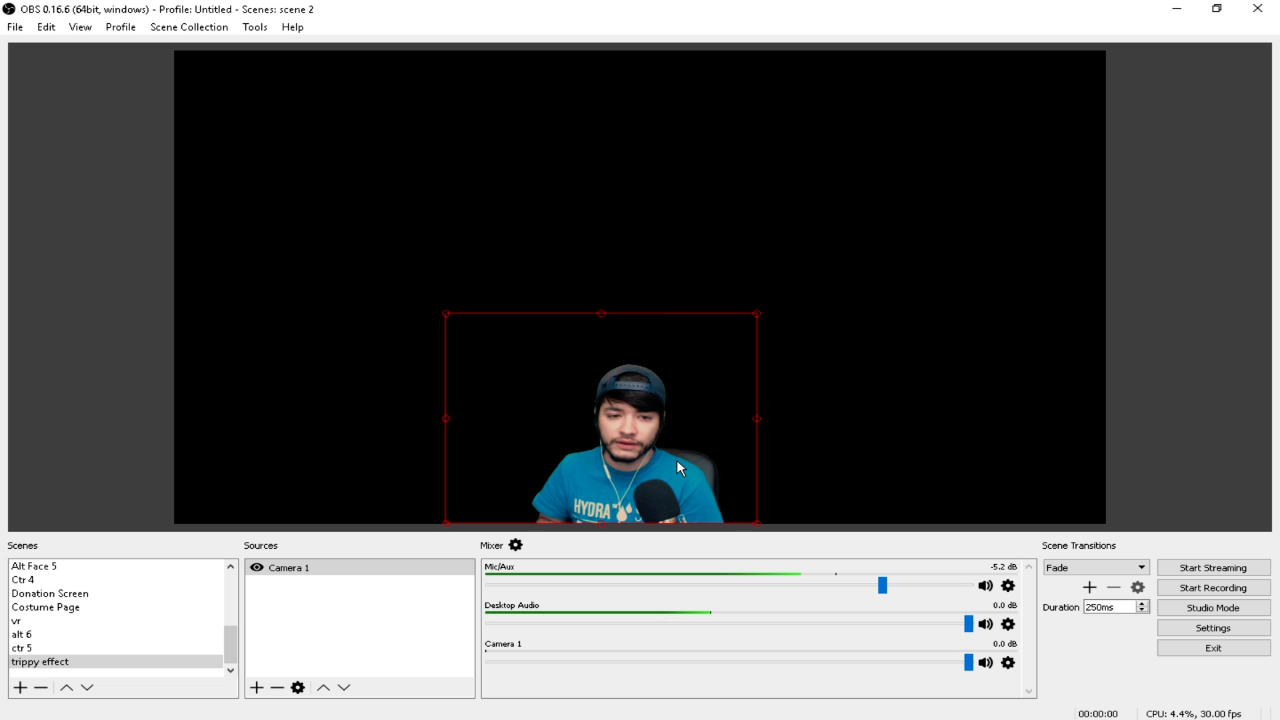 OBS 0.16.6 (64bit, windows) - Profile: Untitled - Scenes: scene 2
File Edit View Profile Scene Collection Tools Help
HYDRA
Scenes
Alt Face 5
Ctr 4
Donation Screen
Costume Page
vr
alt 6
ctr 5
trippy effect
Sources
Camera 1
Mixer
Mic/Aux -5.2 dB
Desktop Audio 0.0 dB
Camera 1 0.0 dB
Scene Transitions
Fade
Duration 250ms
Start Streaming
Start Recording
Studio Mode
Settings
Exit
00:00:00 CPU: 4.4%, 30.00 fps